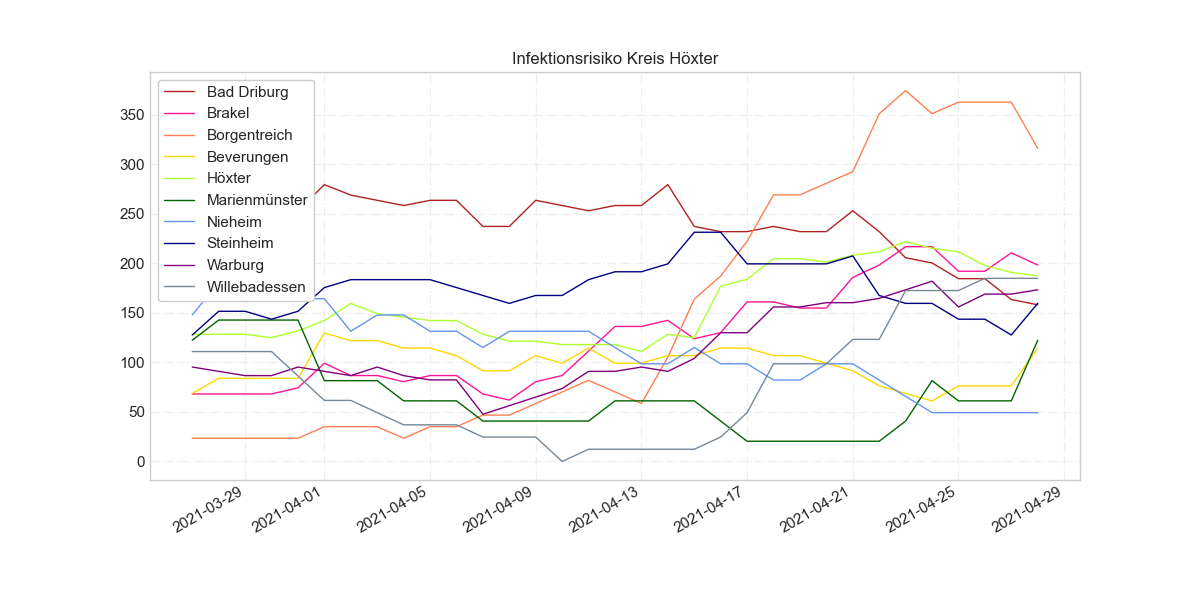 Infektionsrisiko Kreis Höxter
Bad Driburg
Brakel
Borgentreich
Beverungen
Höxter
Marienmünster
Nieheim
Steinheim
Warburg
Willebadessen
350
300
250
200
150
100
50
0
2021-03-29
2021-04-01
2021-04-05
2021-04-09
2021-04-13
2021-04-17
2021-04-21
2021-04-25
2021-04-29